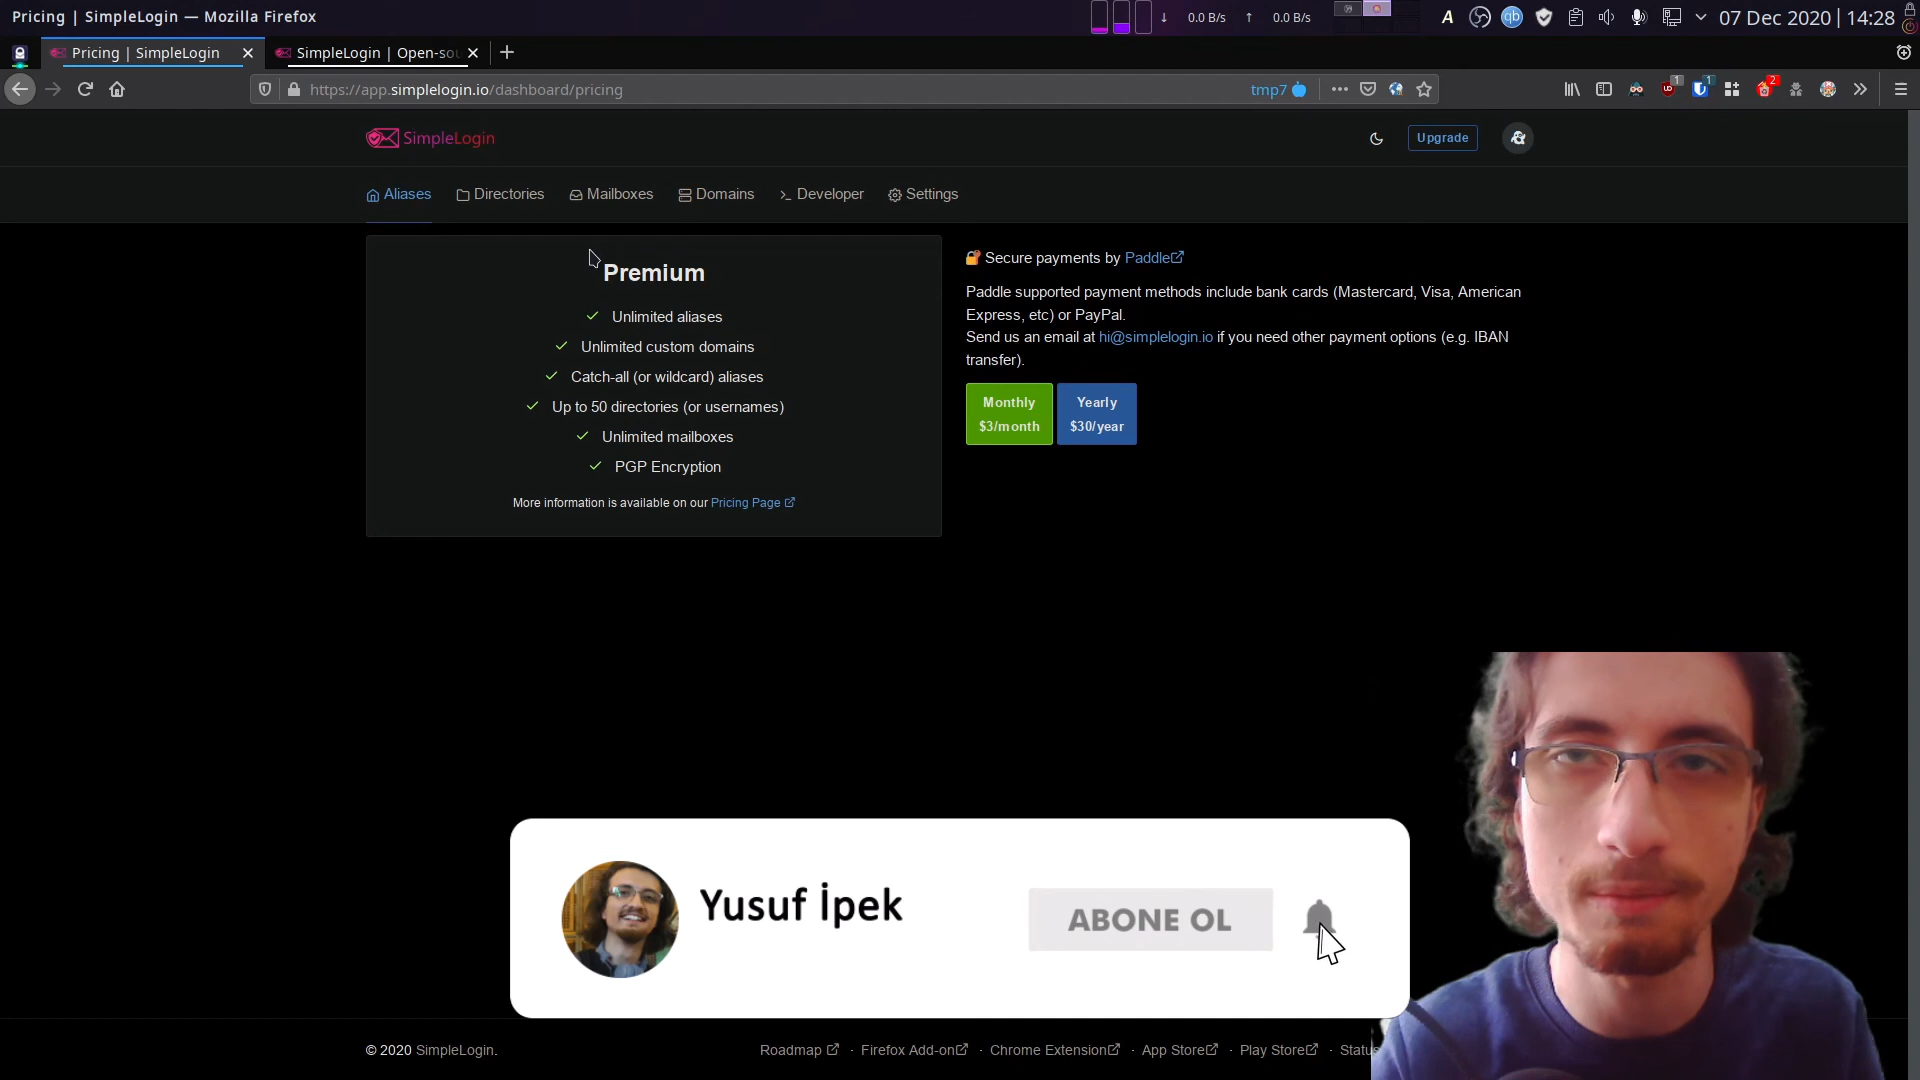 Pricing | SimpleLogin — Mozilla Firefox
↓ 0.0 B/s ↑ 0.0 B/s
07 Dec 2020 | 14:28
Pricing | SimpleLogin
SimpleLogin | Open-sou
https://app.simplelogin.io/dashboard/pricing
tmp7
1
1
2
SimpleLogin
Upgrade
Aliases
Directories
Mailboxes
Domains
Developer
Settings
Premium
Unlimited aliases
Unlimited custom domains
Catch-all (or wildcard) aliases
Up to 50 directories (or usernames)
Unlimited mailboxes
PGP Encryption
More information is available on our Pricing Page
Secure payments by Paddle
Paddle supported payment methods include bank cards (Mastercard, Visa, American
Express, etc) or PayPal.
Send us an email at hi@simplelogin.io if you need other payment options (e.g. IBAN
transfer).
Monthly
$3/month
Yearly
$30/year
Yusuf İpek
ABONE OL
© 2020 SimpleLogin.
Roadmap · Firefox Add-on · Chrome Extension · App Store · Play Store · Status